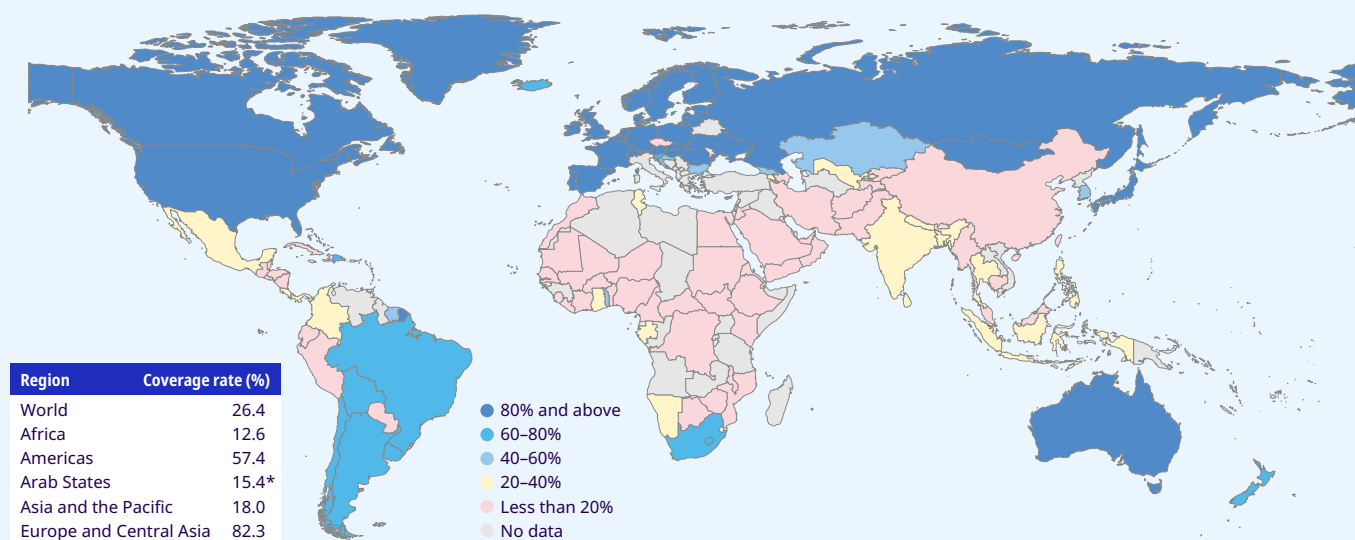 Region Coverage rate (%)
World 26.4
Africa 12.6
Americas 57.4
Arab States 15.4*
Asia and the Pacific 18.0
Europe and Central Asia 82.3
80% and above
60–80%
40–60%
20–40%
Less than 20%
No data